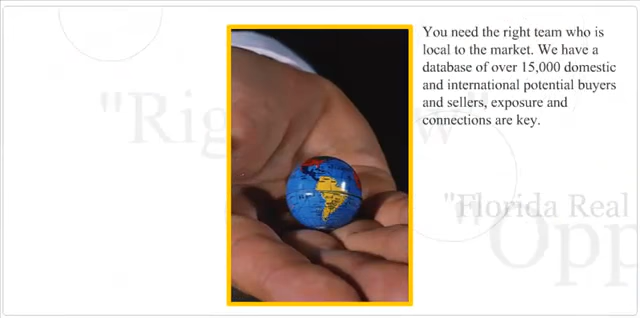 You need the right team who is
local to the market. We have a
database of over 15,000 domestic
and international potential buyers
and sellers, exposure and
connections are key.
"Florida Real